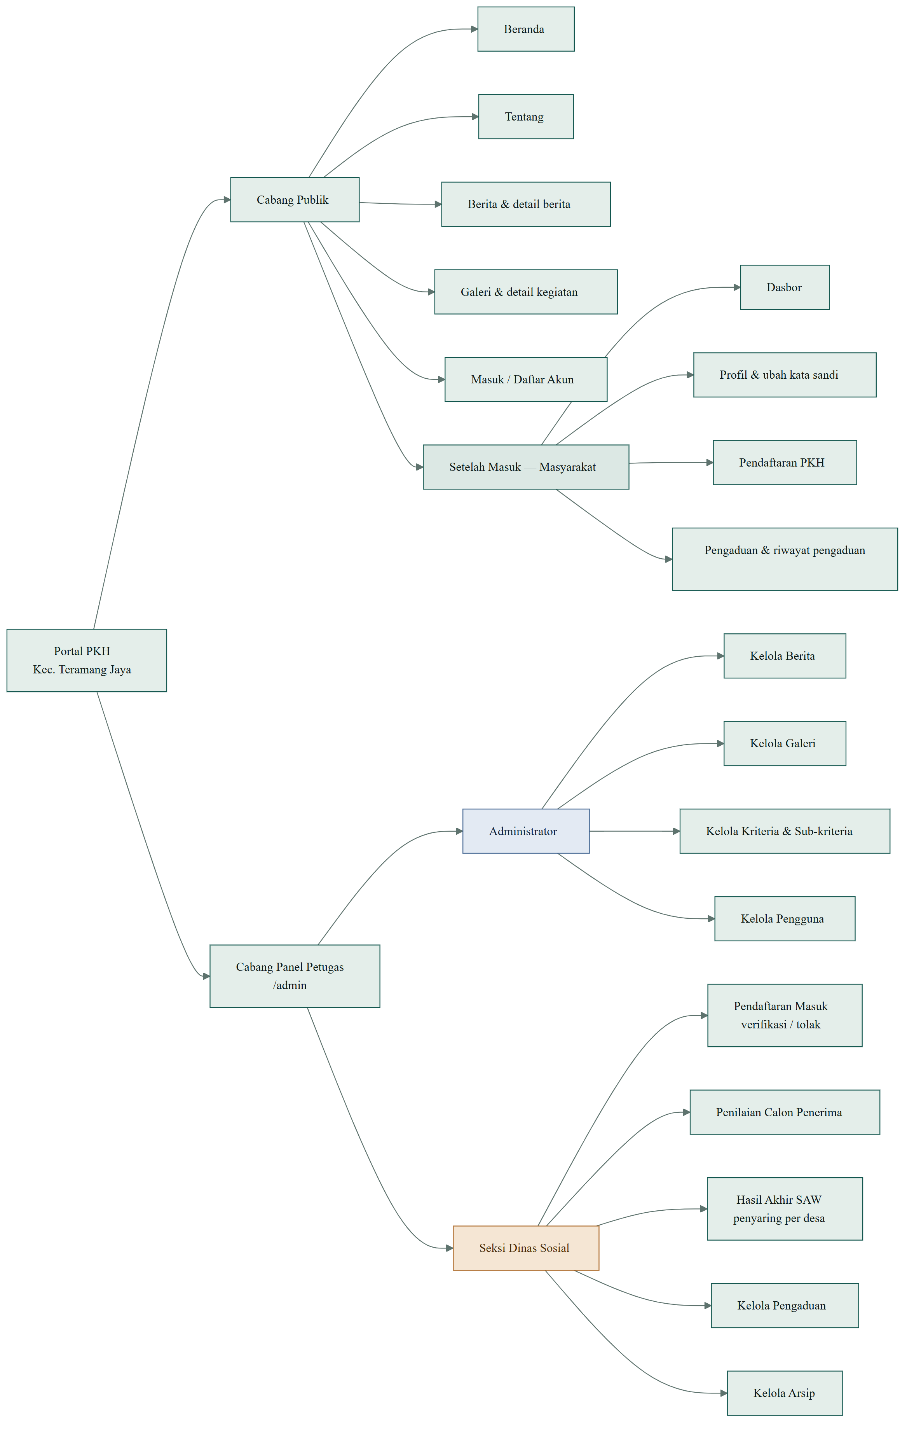 Portal PKH
Kec. Teramang Jaya
Cabang Publik
Beranda
Tentang
Berita & detail berita
Galeri & detail kegiatan
Masuk / Daftar Akun
Setelah Masuk — Masyarakat
Dasbor
Profil & ubah kata sandi
Pendaftaran PKH
Pengaduan & riwayat pengaduan
Cabang Panel Petugas
/admin
Administrator
Kelola Berita
Kelola Galeri
Kelola Kriteria & Sub-kriteria
Kelola Pengguna
Seksi Dinas Sosial
Pendaftaran Masuk
verifikasi / tolak
Penilaian Calon Penerima
Hasil Akhir SAW
penyaring per desa
Kelola Pengaduan
Kelola Arsip